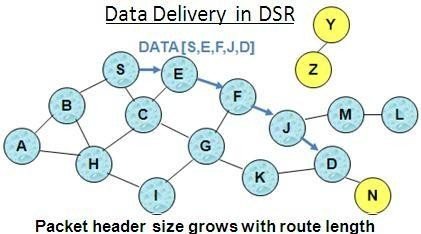 Data Delivery in DSR
Y
DATA[S,E,F,J,D]
Z
S
E
F
B
C
J
M
L
A
H
G
K
D
I
N
Packet header size grows with route length